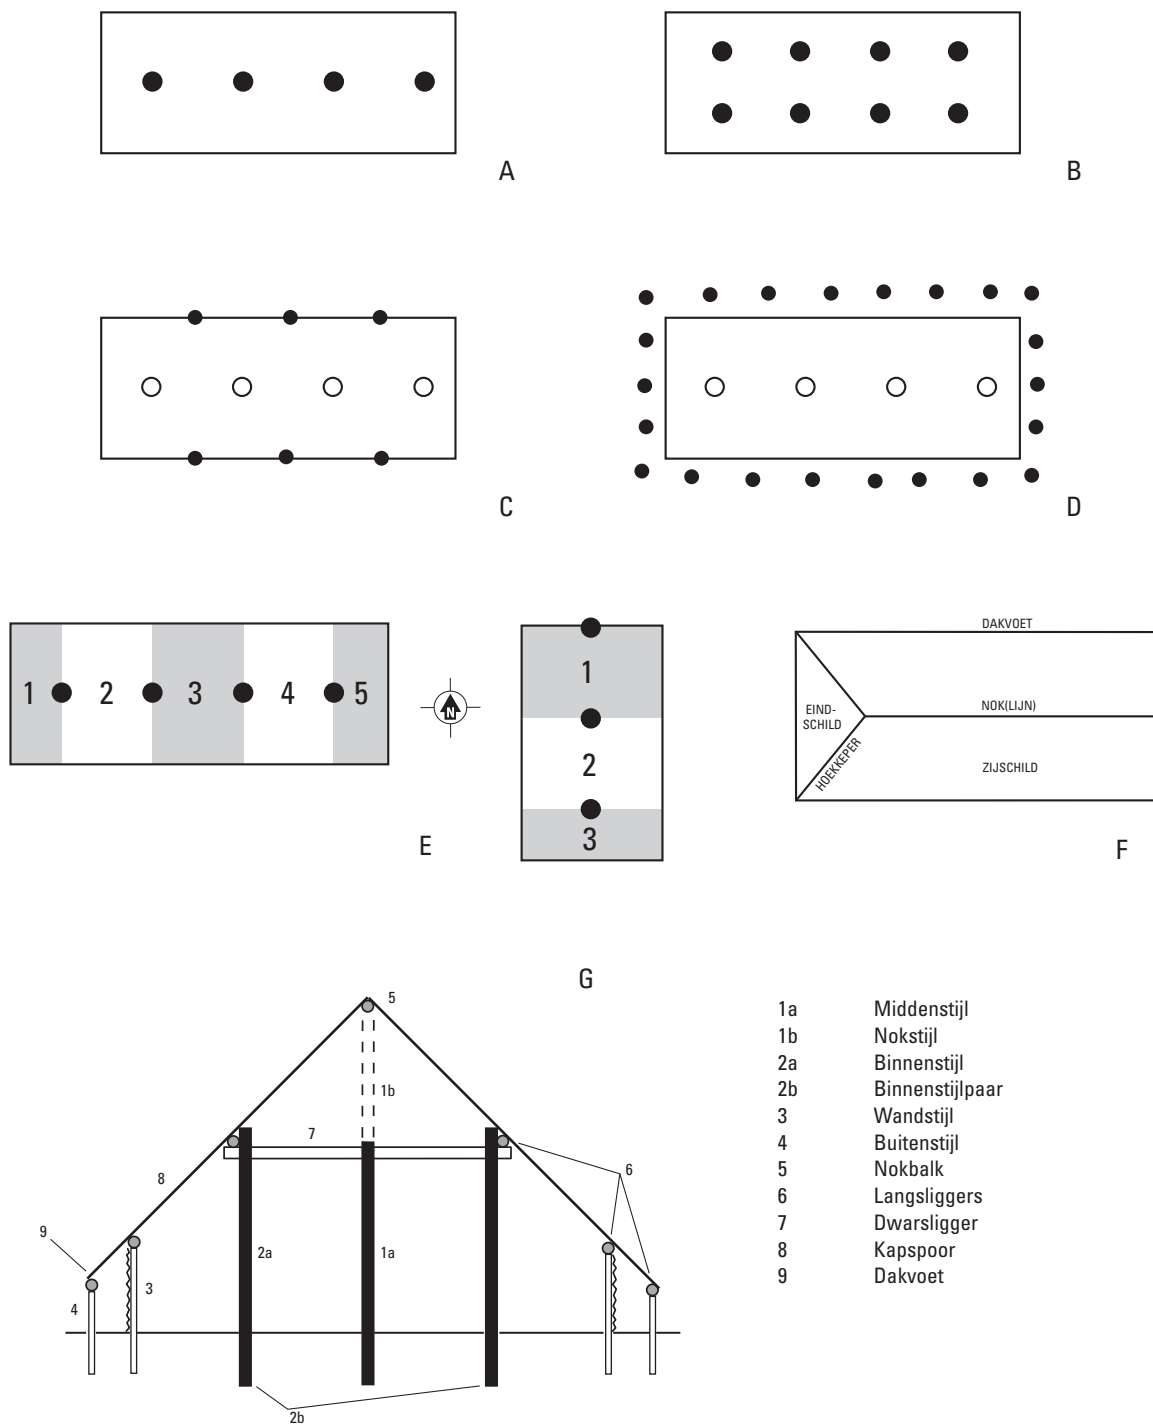 A
B
C
D
1 2 3 4 5
N
1
2
3
E
DAKVOET
EIND-
SCHILD
NOK(LIJN)
HOEKKEPER
ZIJSCHILD
F
G
5
1b
7
6
8
9
2a
1a
3
4
2b
1a Middenstijl
1b Nokstijl
2a Binnenstijl
2b Binnenstijlpaar
3 Wandstijl
4 Buitenstijl
5 Nokbalk
6 Langsliggers
7 Dwarsligger
8 Kapspoor
9 Dakvoet